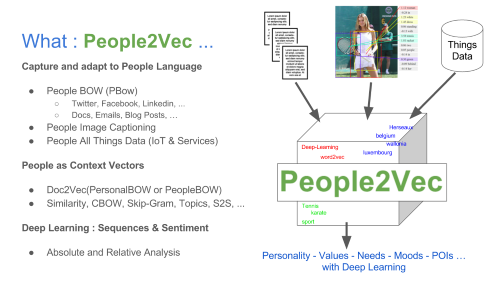 What : People2Vec ...
Capture and adapt to People Language
● People BOW (PBow)
○ Twitter, Facebook, Linkedin, ...
○ Docs, Emails, Blog Posts, ...
● People Image Captioning
● People All Things Data (IoT & Services)
People as Context Vectors
● Doc2Vec(PersonalBOW or PeopleBOW)
● Similarity, CBOW, Skip-Gram, Topics, S2S, ...
Deep Learning : Sequences & Sentiment
● Absolute and Relative Analysis
Things
Data
Herseaux
belgium
wallonia
luxembourg
Deep-Learning
word2vec
People2Vec
Tennis
karate
sport
Personality - Values - Needs - Moods - POIs ...
with Deep Learning